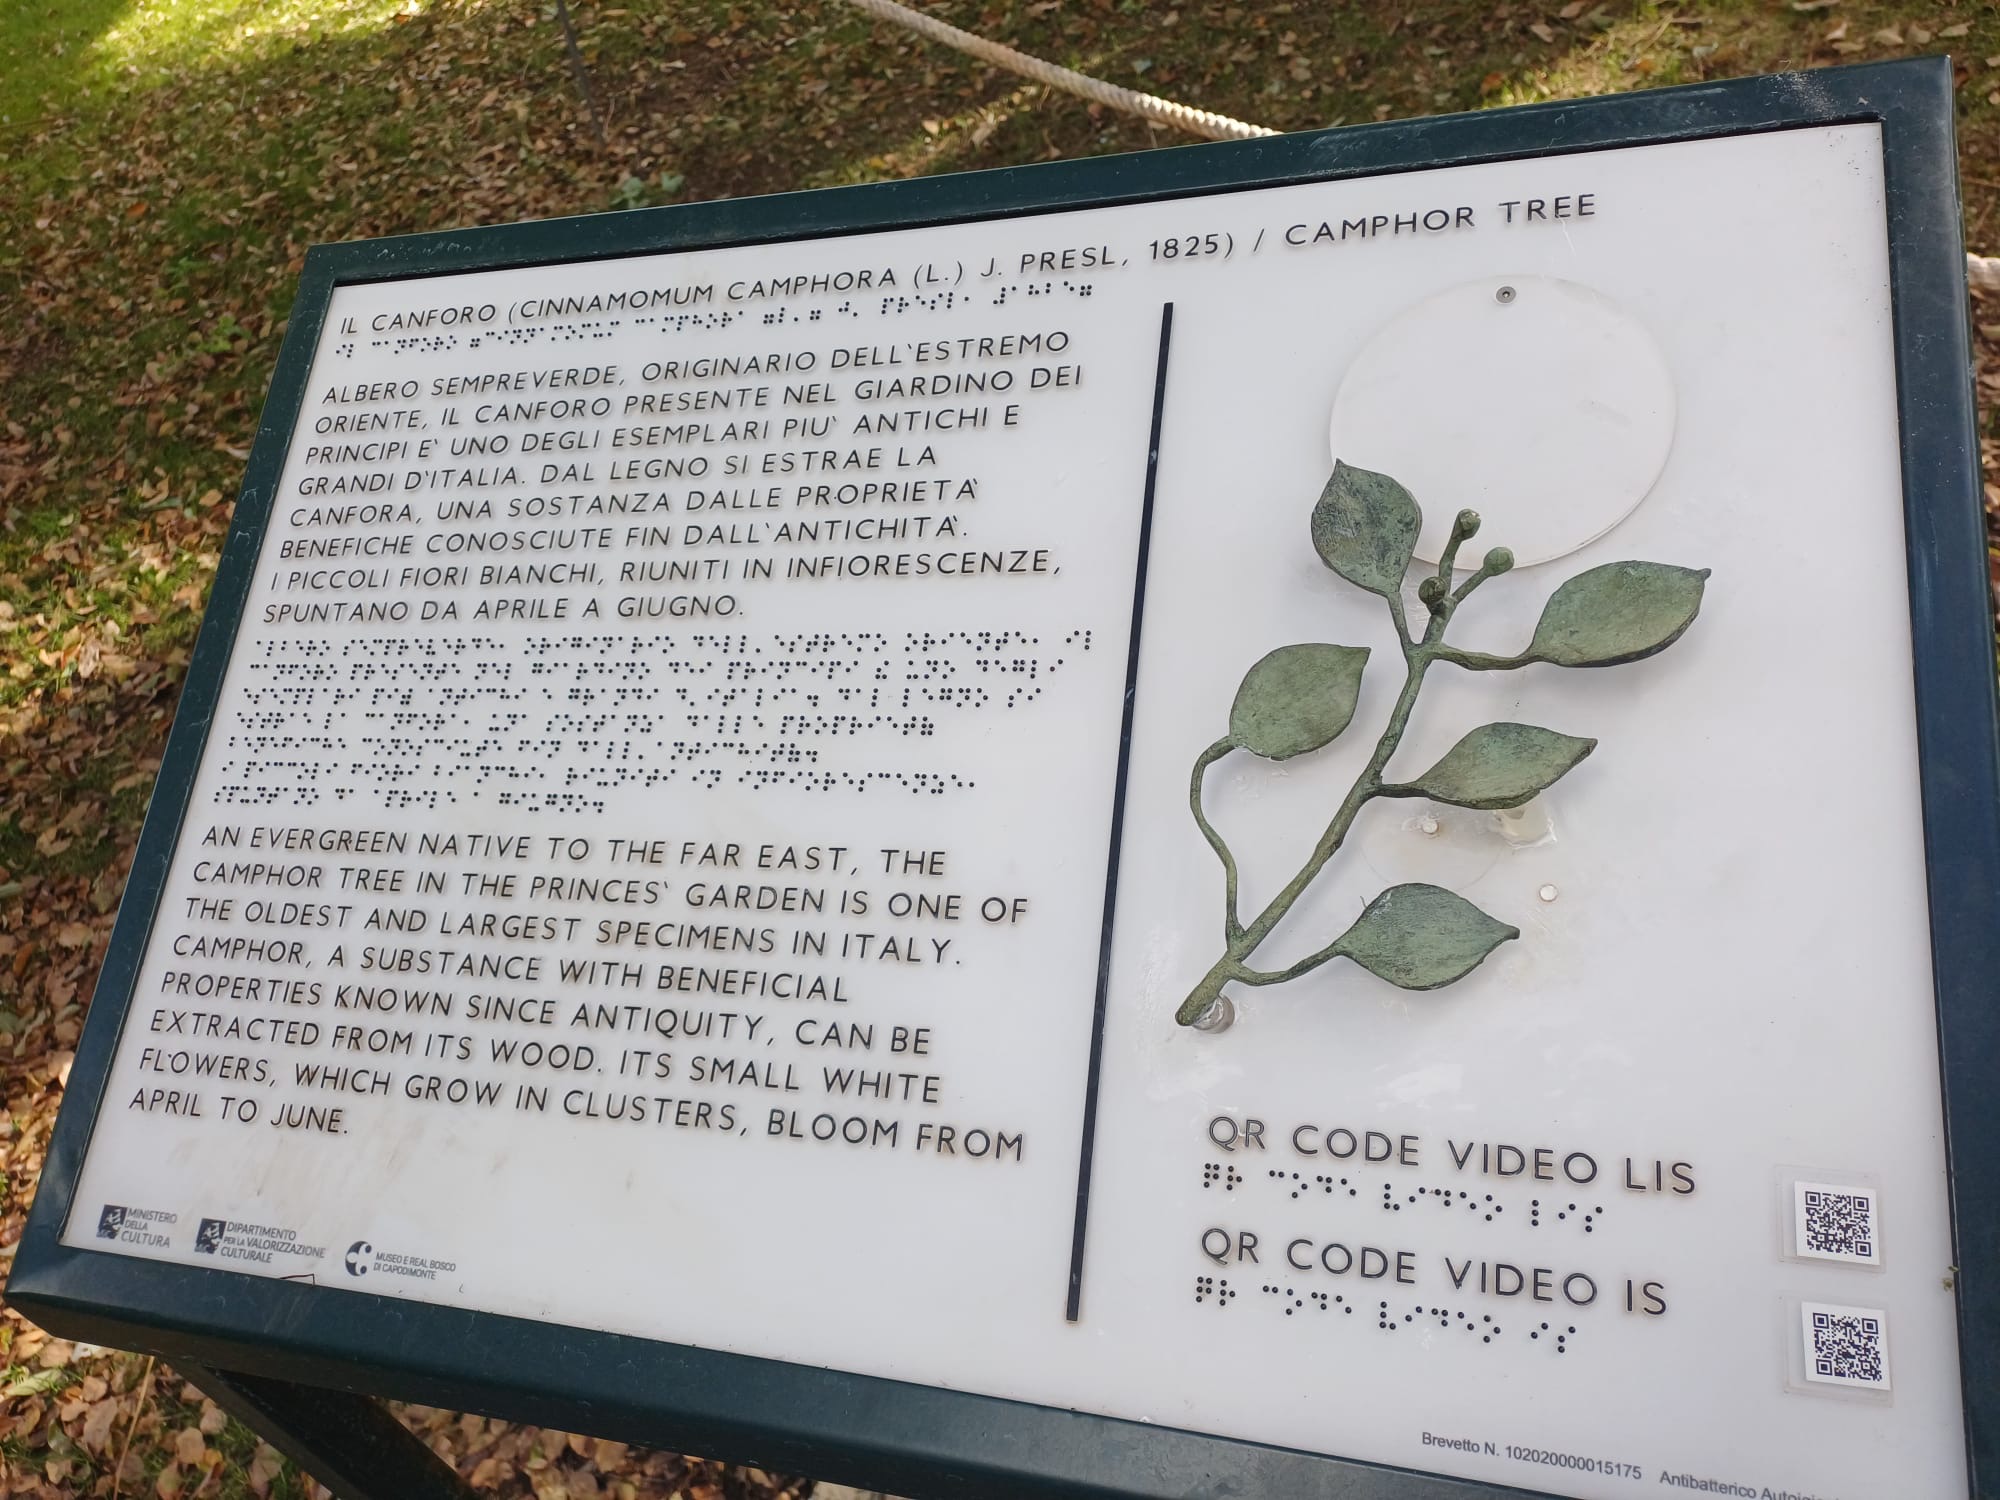 IL CANFORO (CINNAMOMUM CAMPHORA (L.) J. PRESL, 1825) / CAMPHOR TREE
ALBERO SEMPREVERDE, ORIGINARIO DELL'ESTREMO
ORIENTE, IL CANFORO PRESENTE NEL GIARDINO DEI
PRINCIPI E' UNO DEGLI ESEMPLARI PIU' ANTICHI E
GRANDI D'ITALIA. DAL LEGNO SI ESTRAE LA
CANFORA, UNA SOSTANZA DALLE PROPRIETA'
BENEFICHE CONOSCIUTE FIN DALL'ANTICHITA'.
I PICCOLI FIORI BIANCHI, RIUNITI IN INFIORESCENZE,
SPUNTANO DA APRILE A GIUGNO.
AN EVERGREEN NATIVE TO THE FAR EAST, THE
CAMPHOR TREE IN THE PRINCES' GARDEN IS ONE OF
THE OLDEST AND LARGEST SPECIMENS IN ITALY.
CAMPHOR, A SUBSTANCE WITH BENEFICIAL
PROPERTIES KNOWN SINCE ANTIQUITY, CAN BE
EXTRACTED FROM ITS WOOD. ITS SMALL WHITE
FLOWERS, WHICH GROW IN CLUSTERS, BLOOM FROM
APRIL TO JUNE.
MINISTERO
DELLA
CULTURA
DIPARTIMENTO
PER LA VALORIZZAZIONE
CULTURALE
MUSEO E REAL BOSCO
DI CAPODIMONTE
QR CODE VIDEO LIS
QR CODE VIDEO IS
Brevetto N. 102020000015175 Antibatterico